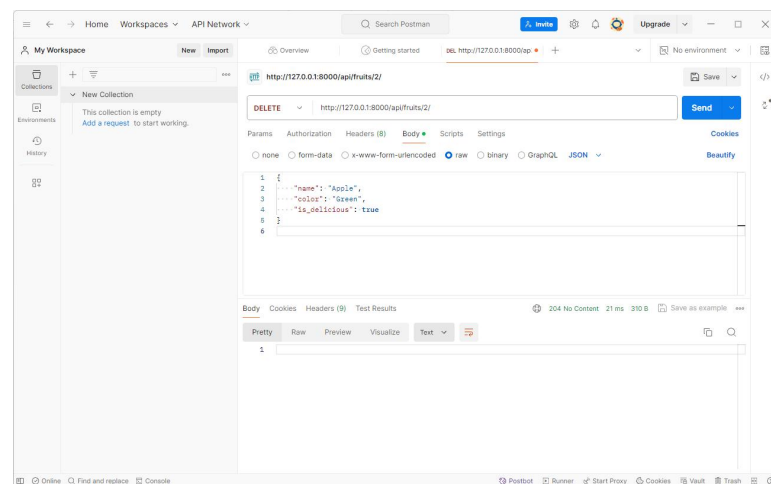 Home Workspaces API Network Search Postman Invite Upgrade
My Workspace New Import Overview Getting started DEL http://127.0.0.1:8000/ap No environment
Collections
Environments
History
New Collection
This collection is empty
Add a request to start working.
http://127.0.0.1:8000/api/fruits/2/ Save
DELETE http://127.0.0.1:8000/api/fruits/2/ Send
Params Authorization Headers (8) Body Scripts Settings Cookies
none form-data x-www-form-urlencoded raw binary GraphQL JSON Beautify
1 {
2 "name": "Apple",
3 "color": "Green",
4 "is_delicious": true
5 }
6
Body Cookies Headers (9) Test Results 204 No Content 21 ms 310 B Save as example
Pretty Raw Preview Visualize Text
1
Online Find and replace Console Postbot Runner Start Proxy Cookies Vault Trash